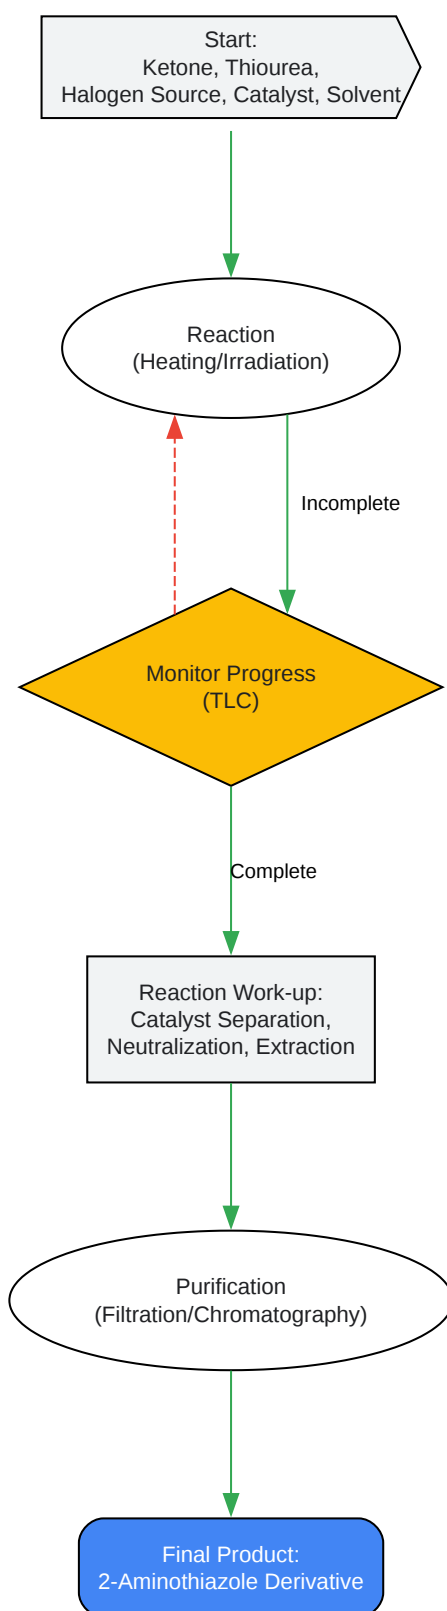 Start:
Ketone, Thiourea,
Halogen Source, Catalyst, Solvent
Reaction
(Heating/Irradiation)
Incomplete
Monitor Progress
(TLC)
Complete
Reaction Work-up:
Catalyst Separation,
Neutralization, Extraction
Purification
(Filtration/Chromatography)
Final Product:
2-Aminothiazole Derivative